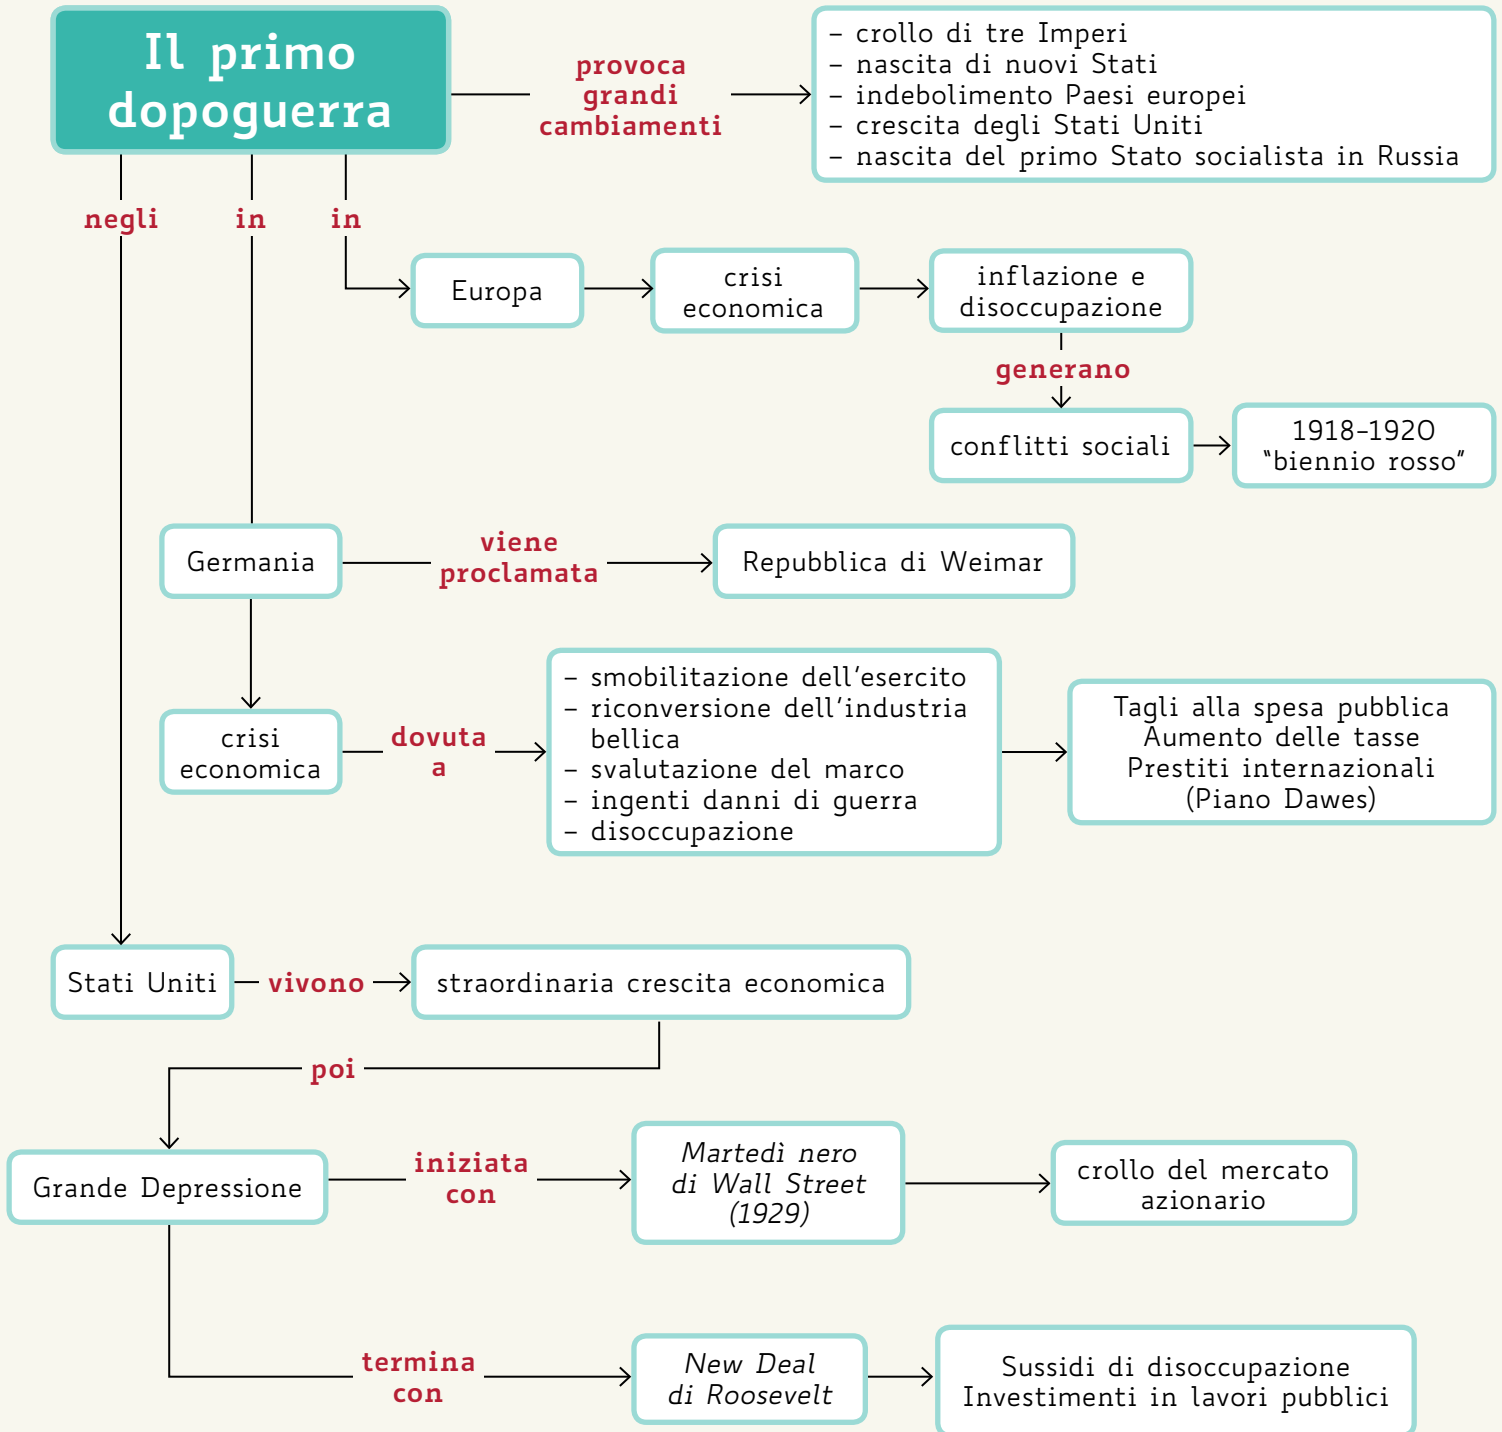 Il primo
dopoguerra
provoca
grandi
cambiamenti
– crollo di tre Imperi
– nascita di nuovi Stati
– indebolimento Paesi europei
– crescita degli Stati Uniti
– nascita del primo Stato socialista in Russia
negli
in
in
Europa
crisi
economica
inflazione e
disoccupazione
generano
conflitti sociali
1918–1920
"biennio rosso"
Germania
viene
proclamata
Repubblica di Weimar
crisi
economica
dovuta
a
– smobilitazione dell'esercito
– riconversione dell'industria
bellica
– svalutazione del marco
– ingenti danni di guerra
– disoccupazione
Tagli alla spesa pubblica
Aumento delle tasse
Prestiti internazionali
(Piano Dawes)
Stati Uniti
vivono
straordinaria crescita economica
poi
Grande Depressione
iniziata
con
Martedì nero
di Wall Street
(1929)
crollo del mercato
azionario
termina
con
New Deal
di Roosevelt
Sussidi di disoccupazione
Investimenti in lavori pubblici